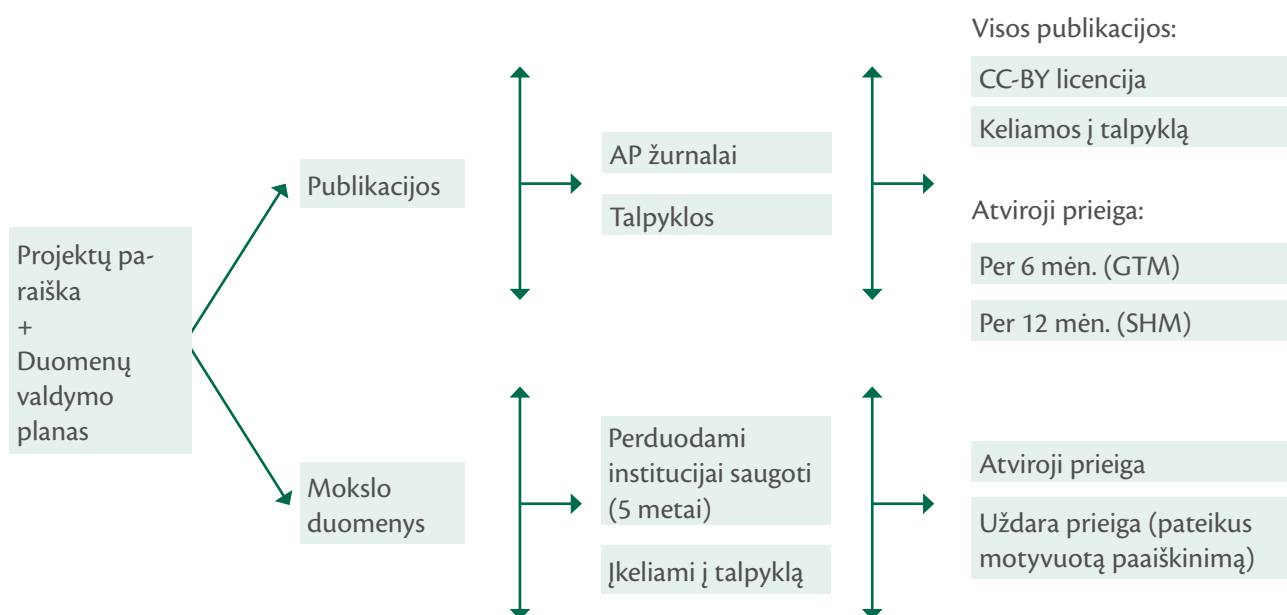 Projektų pa-
raiška
+
Duomenų
valdymo
planas
Publikacijos
AP žurnalai
Talpyklos
Visos publikacijos:
CC-BY licencija
Keliamos į talpyklą
Atviroji prieiga:
Per 6 mėn. (GTM)
Per 12 mėn. (SHM)
Mokslo
duomenys
Perduodami
institucijai saugoti
(5 metai)
Įkeliami į talpyklą
Atviroji prieiga
Uždara prieiga (pateikus
motyvuotą paaiškinimą)